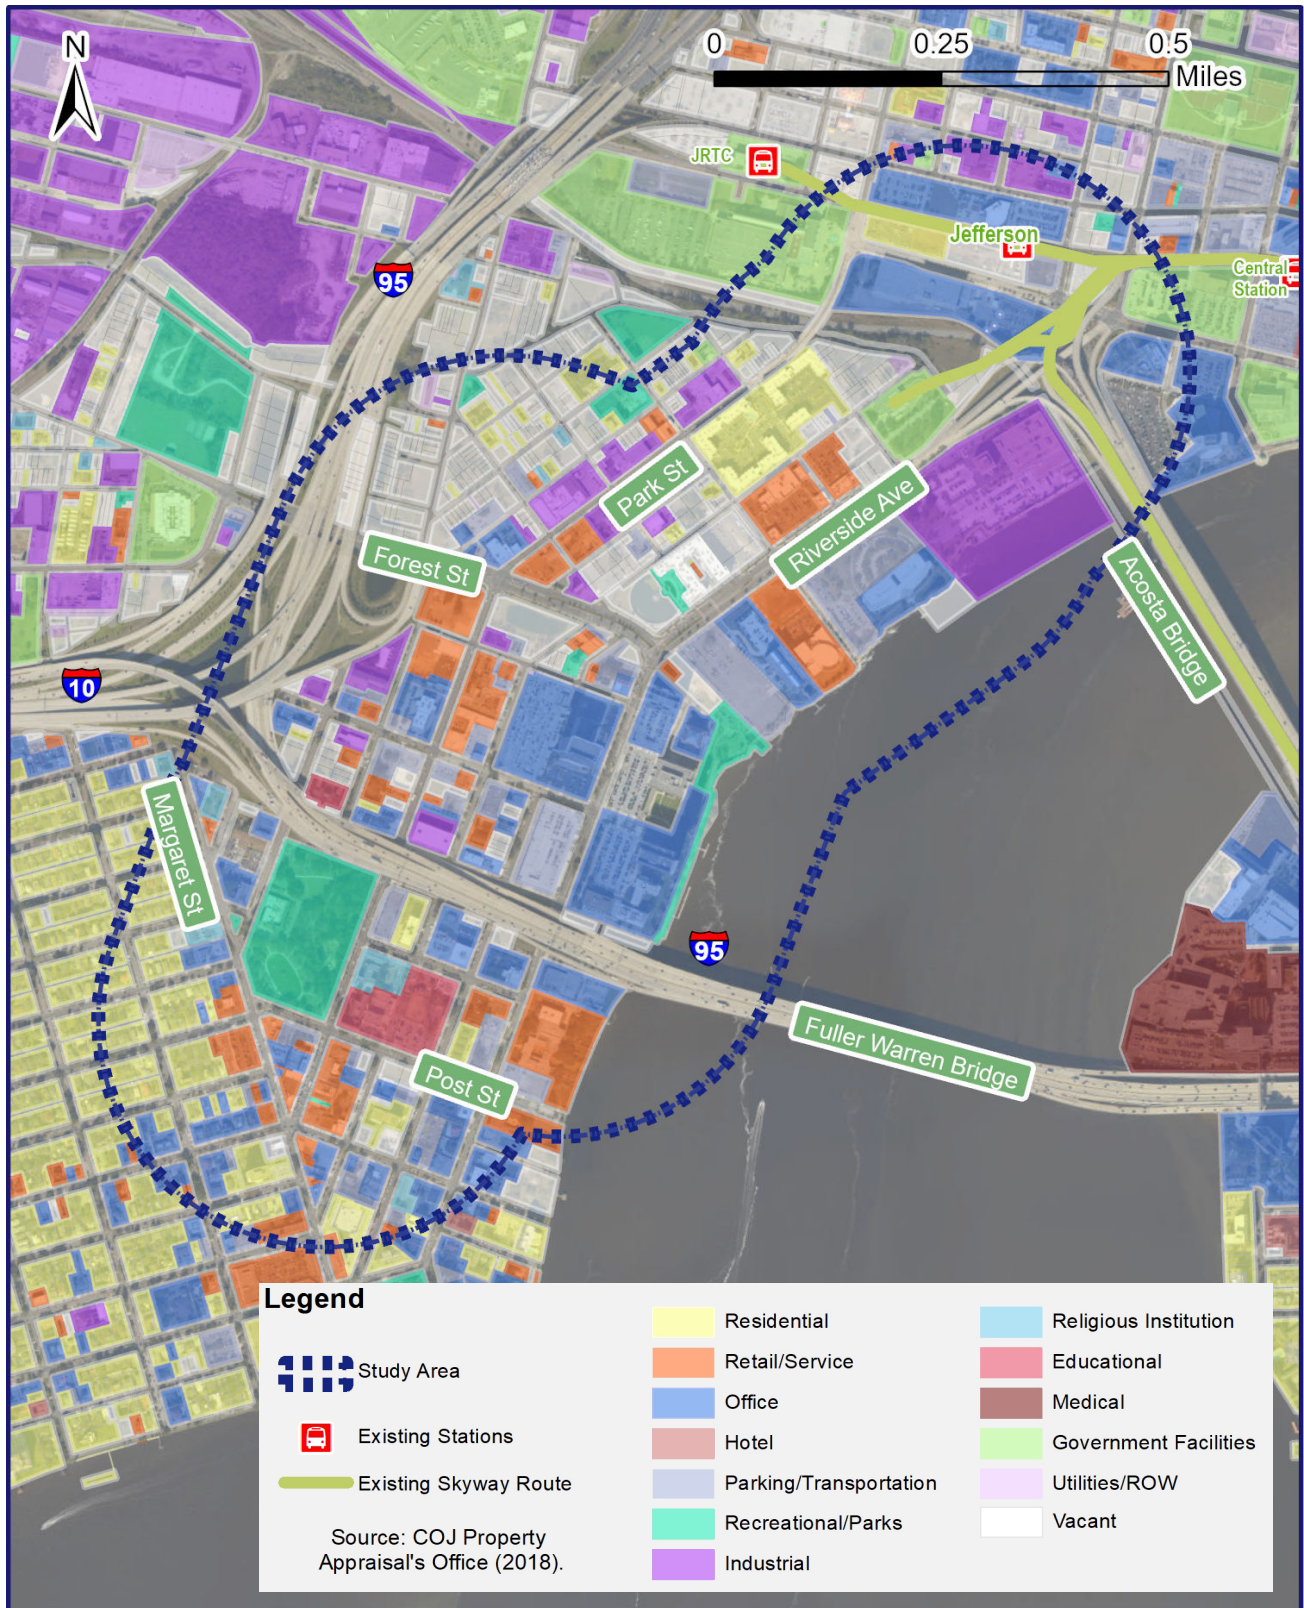 N
0 0.25 0.5
Miles
JRTC
Jefferson
Central
Station
95
Park St
Riverside Ave
Forest St
Acosta Bridge
10
Margaret St
95
Fuller Warren Bridge
Post St
Legend
Study Area
Existing Stations
Existing Skyway Route
Source: COJ Property
Appraisal's Office (2018).
Residential
Retail/Service
Office
Hotel
Parking/Transportation
Recreational/Parks
Industrial
Religious Institution
Educational
Medical
Government Facilities
Utilities/ROW
Vacant